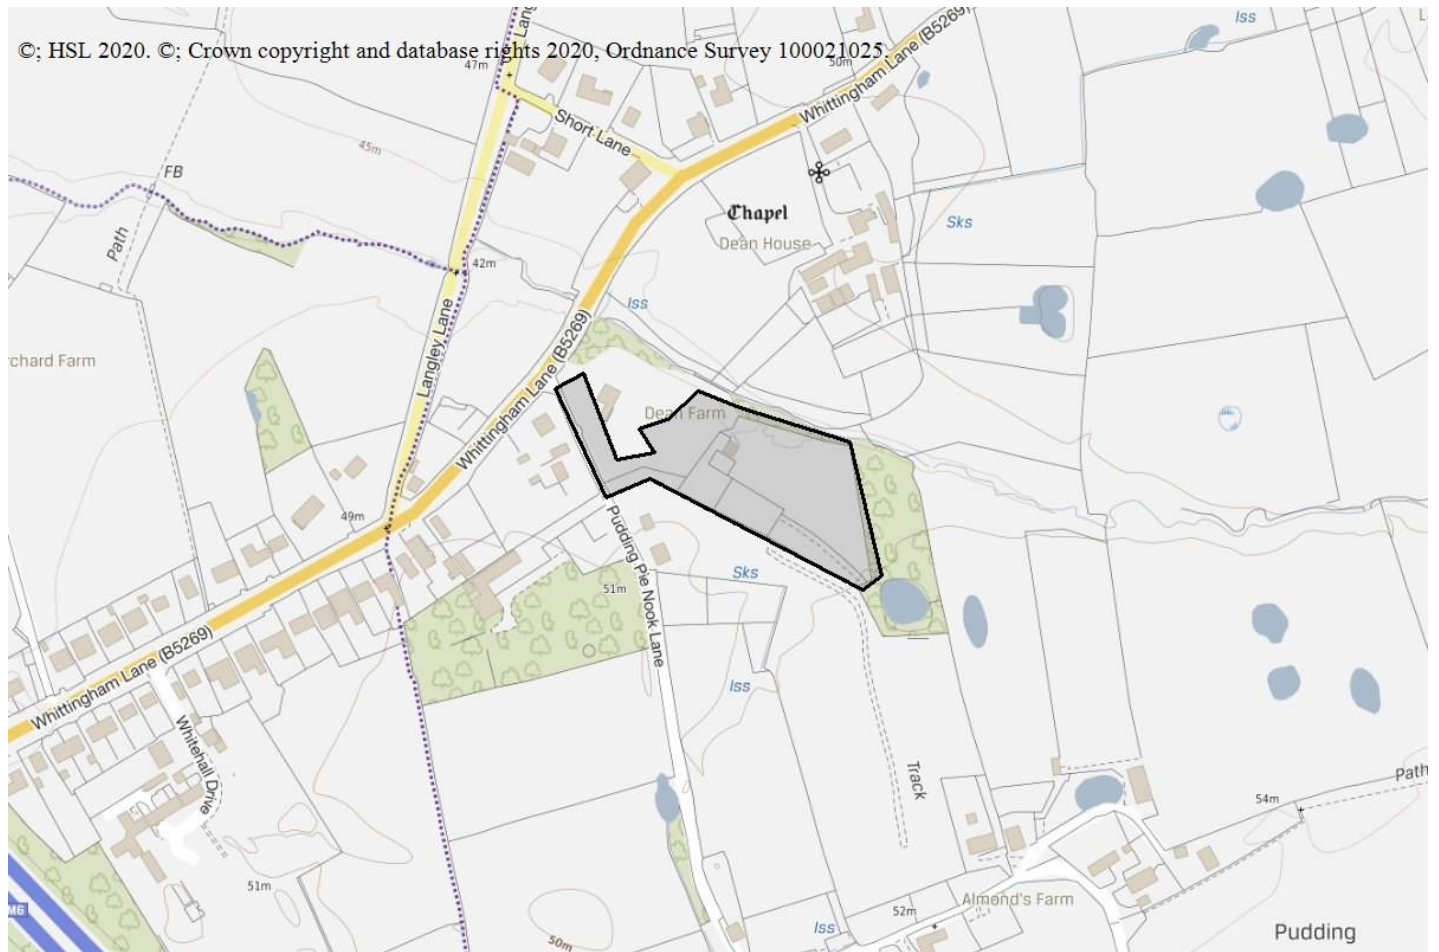 Lang
Iss
L
©; HSL 2020. ©; Crown copyright and database rights 2020, Ordnance Survey 100021025.
47m
50m
Whittingham Lane (B5269)
Short Lane
45m
FB
Path
Chapel
Dean House
Sks
42m
Iss
Langley Lane
Whittingham Lane (B5269)
rchard Farm
Dean Farm
49m
Pudding Pie Nook Lane
Sks
51m
Iss
Whittingham Lane (B5269)
Whitehall Drive
Track
Path
54m
51m
M6
Almond's Farm
52m
Iss
50m
Pudding